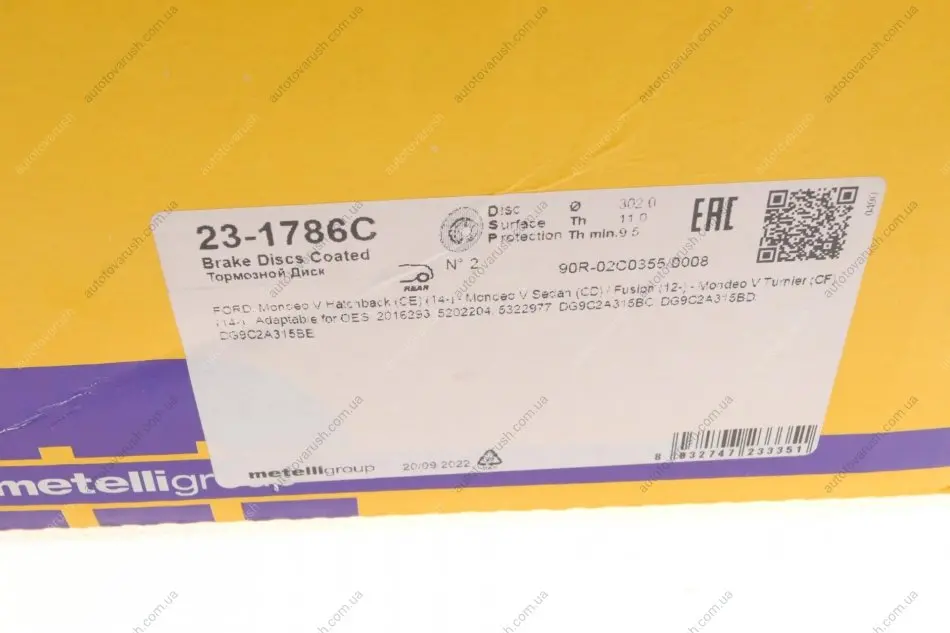 23-1786C
Brake Discs Coated
Тормозной Диск
Disc Ø 302.0
Surface Th 11.0
Protection Th min. 9.5
EAC
(9040)
REAR
N° 2
90R-02C0355/0008
FORD: Mondeo V Hatchback (CE) (14-) - Mondeo V Sedan (CD) / Fusion (12-) - Mondeo V Turnier (CF)
(14-). Adaptable for OES: 2016293, 5202204, 5322977, DG9C2A315BC, DG9C2A315BD,
DG9C2A315BE
metelligroup
20/09/2022
8 032747 233351
metelligr
autotovarush.com.ua